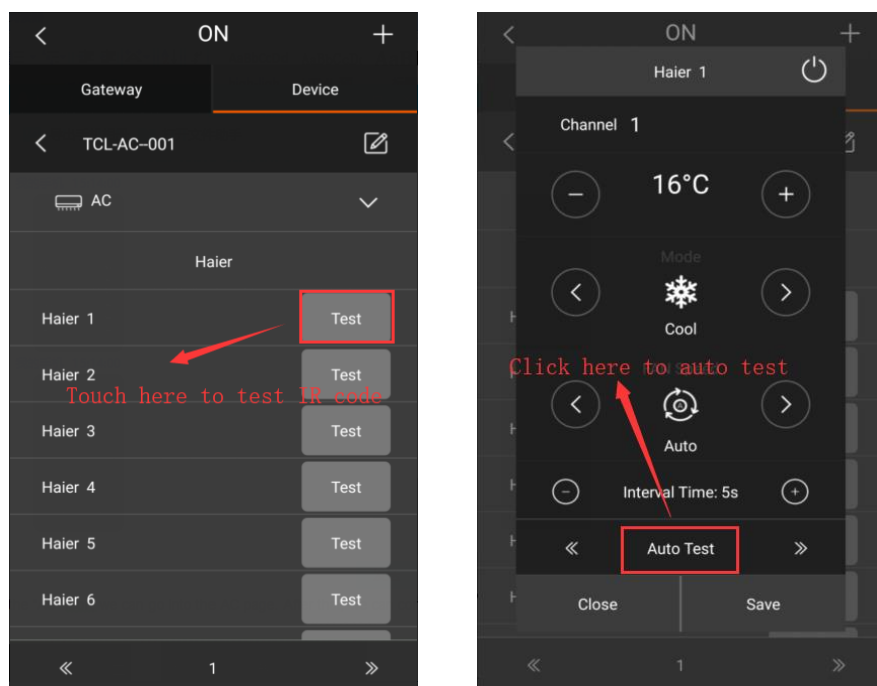 ON
Gateway
Device
TCL-AC--001
AC
Haier
Haier 1
Test
Haier 2
Test
Touch here to test IR code
Haier 3
Test
Haier 4
Test
Haier 5
Test
Haier 6
Test
1
ON
Haier 1
Channel 1
16°C
Mode
Cool
Click here to auto test
Auto
Interval Time: 5s
Auto Test
Close
Save
1